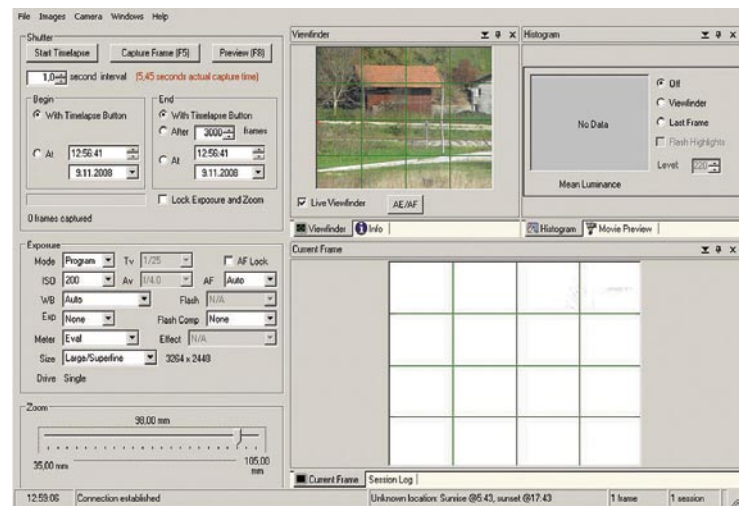 File Images Camera Windows Help
Shutter
Start Timelapse Capture Frame (F5) Preview (F8)
1,0 second interval (5,45 seconds actual capture time)
Begin
With Timelapse Button
At 12:56:41
9.11.2008
End
With Timelapse Button
After 3000 frames
At 12:56:41
9.11.2008
Lock Exposure and Zoom
0 frames captured
Exposure
Mode Program Tv 1/25 AF Lock
ISO 200 Av f/4.0 AF Auto
WB Auto Flash N/A
Exp None Flash Comp None
Meter Eval Effect N/A
Size Large/Superfine 3264 x 2448
Drive Single
Zoom
98,00 mm
35,00 mm 105,00 mm
Viewfinder
Live Viewfinder AE/AF
Viewfinder Info
Histogram
No Data
Mean Luminance
Off
Viewfinder
Last Frame
Flash Highlights
Level: 220
Histogram Movie Preview
Current Frame
Current Frame Session Log
12:59:06 Connection established Unknown location: Sunrise @5:43, sunset @17:43 1 frame 1 session